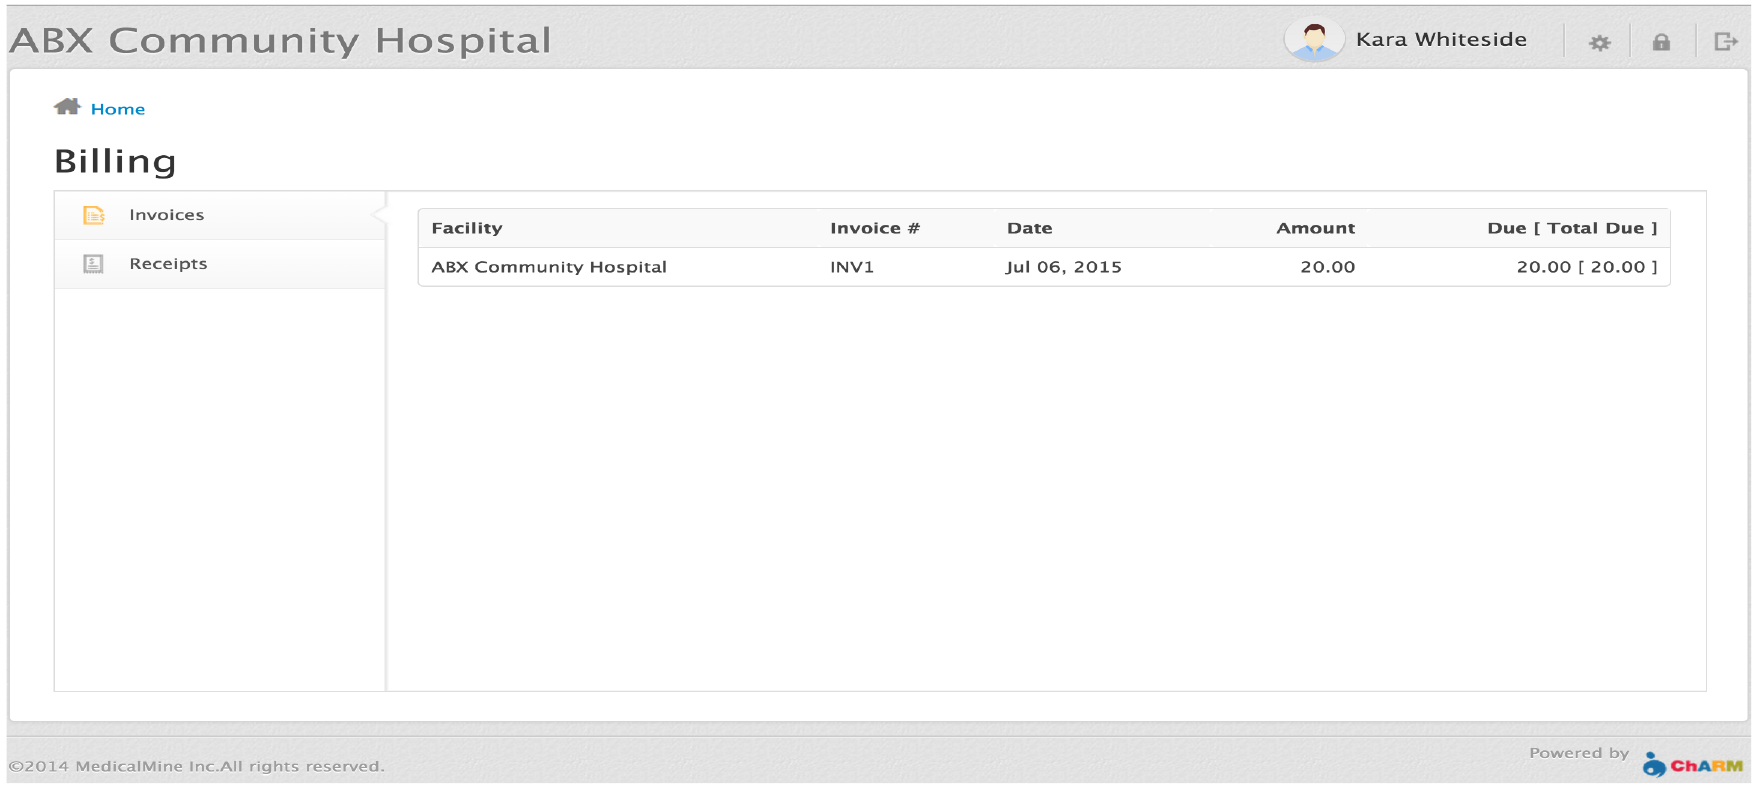 ABX Community Hospital
Kara Whiteside
Home
Billing
Invoices
Receipts
Facility Invoice # Date Amount Due [ Total Due ]
ABX Community Hospital INV1 Jul 06, 2015 20.00 20.00 [ 20.00 ]
©2014 MedicalMine Inc.All rights reserved.
Powered by ChARM